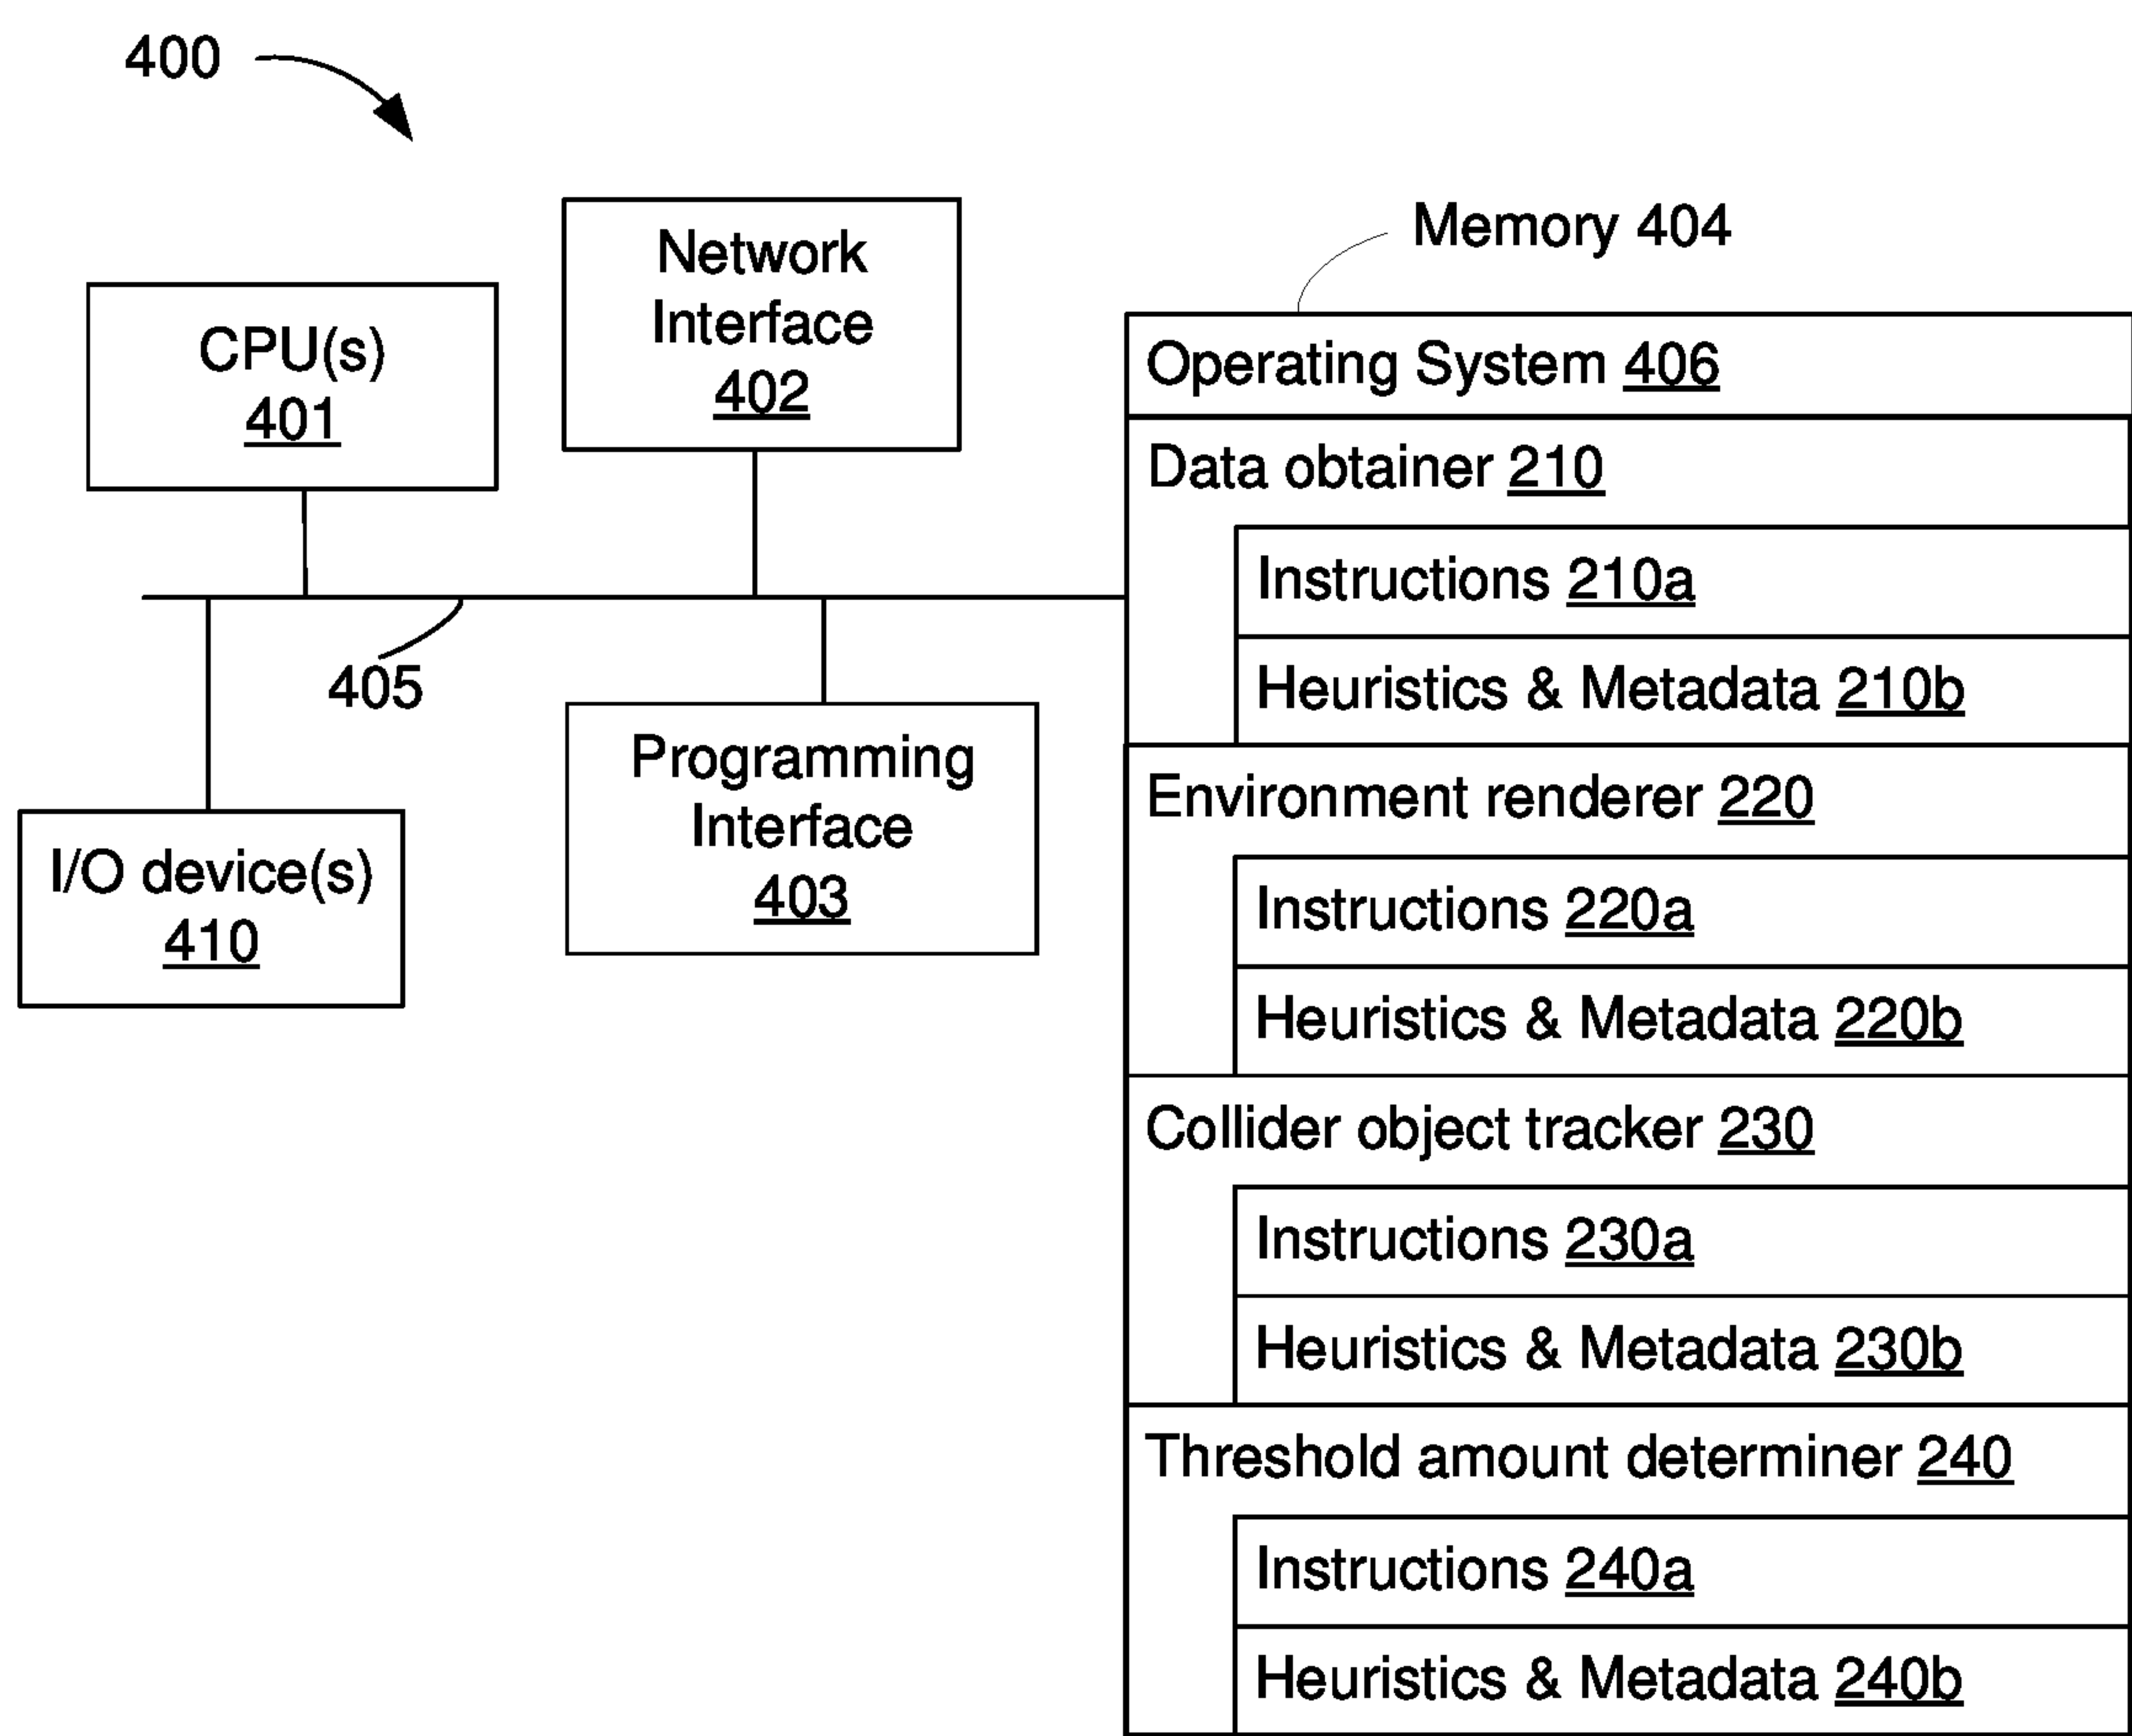 400
Network
Interface
402
CPU(s)
401
Memory 404
Operating System 406
Data obtainer 210
Instructions 210a
Heuristics & Metadata 210b
405
Programming
Interface
403
I/O device(s)
410
Environment renderer 220
Instructions 220a
Heuristics & Metadata 220b
Collider object tracker 230
Instructions 230a
Heuristics & Metadata 230b
Threshold amount determiner 240
Instructions 240a
Heuristics & Metadata 240b